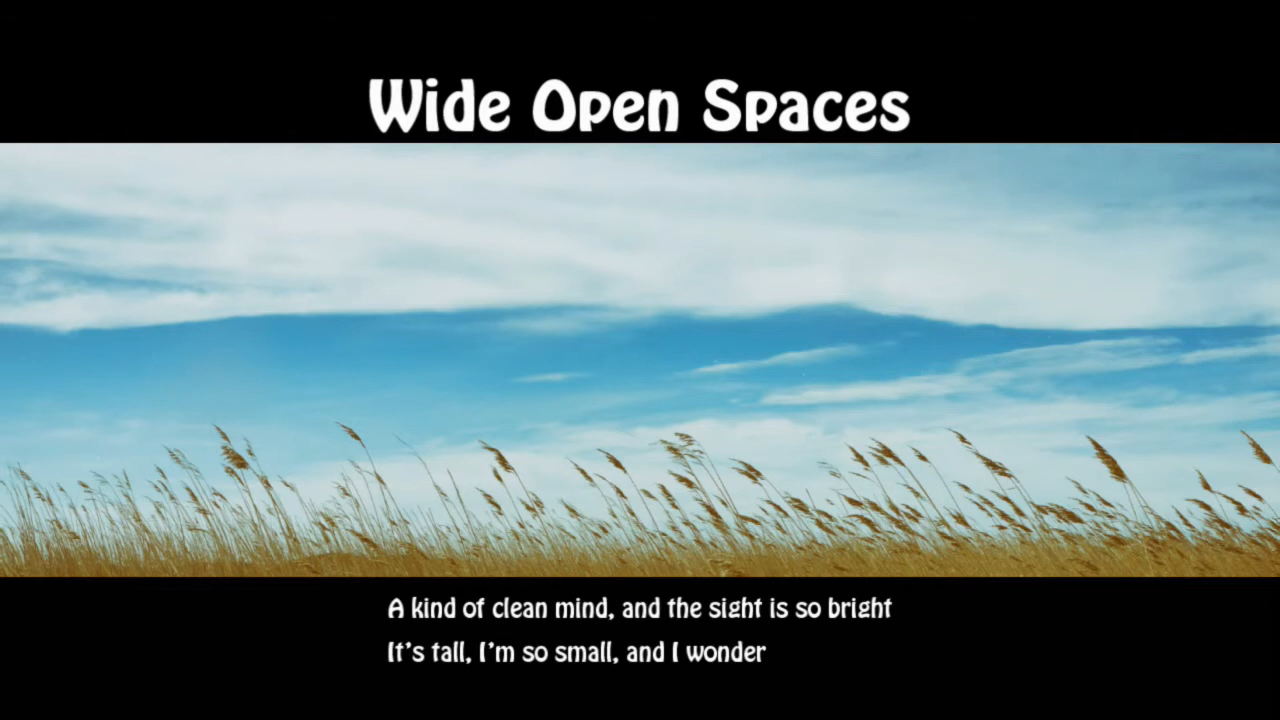 Wide Open Spaces
A kind of clean mind, and the sight is so bright
It's tall, I'm so small, and I wonder